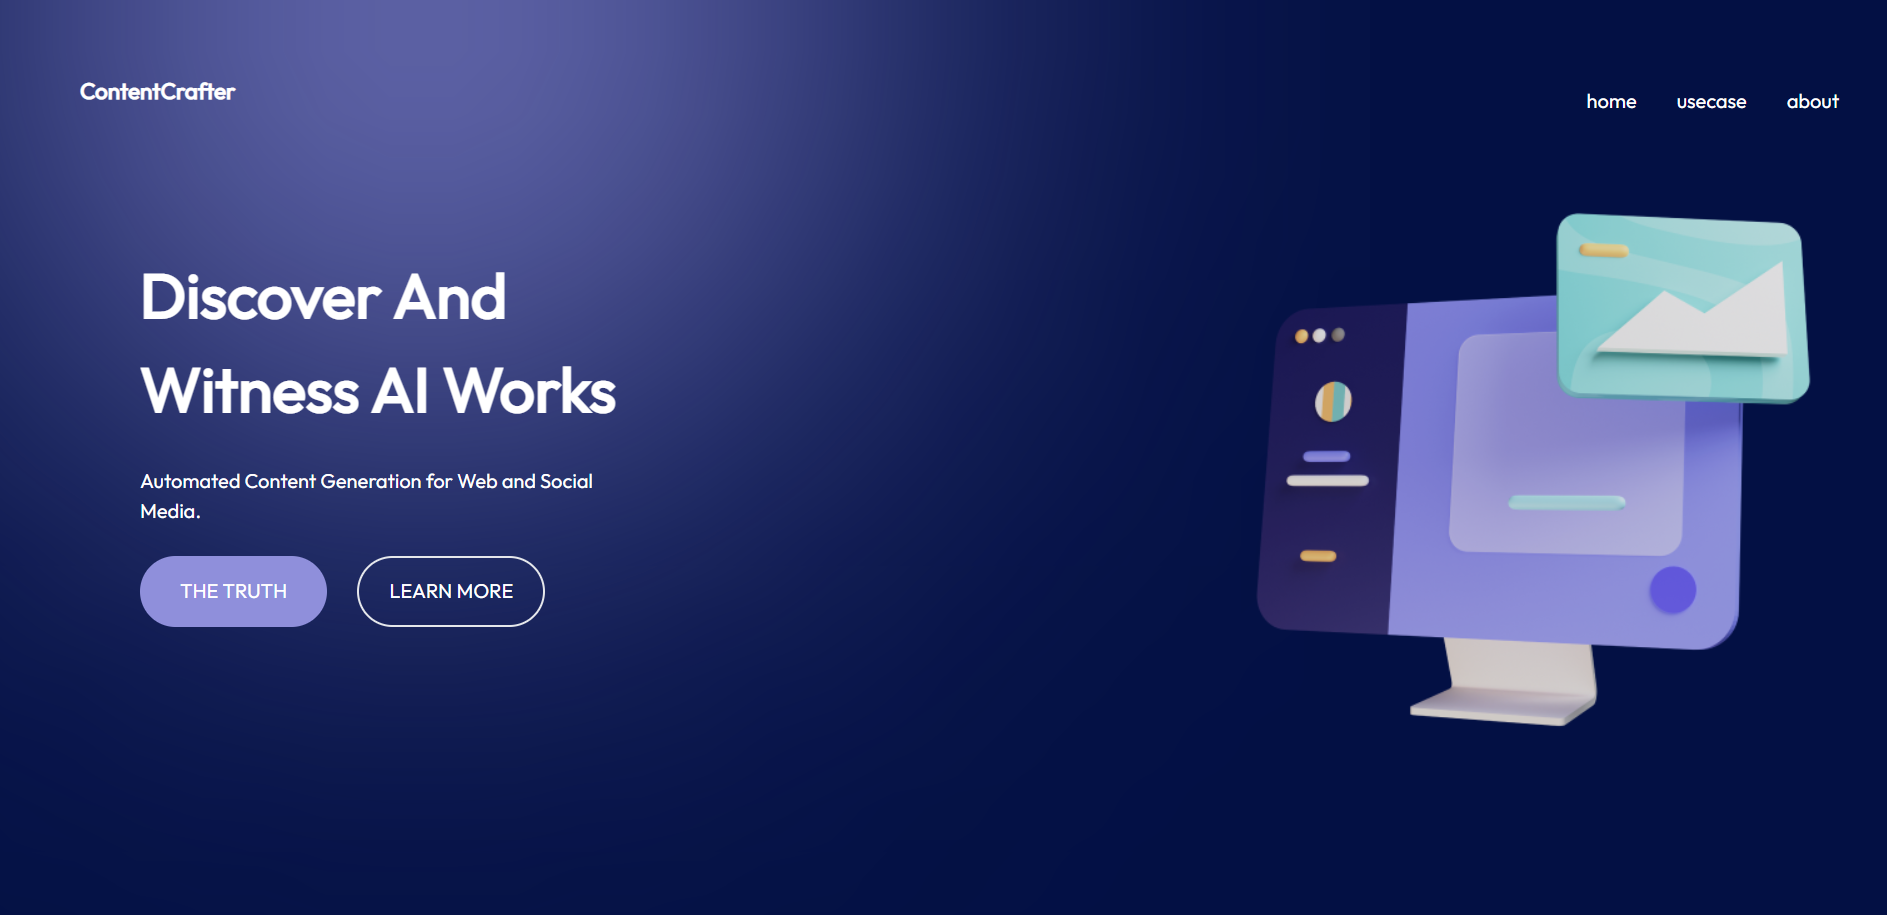 ContentCrafter
home usecase about
Discover And
Witness AI Works
Automated Content Generation for Web and Social
Media.
THE TRUTH LEARN MORE